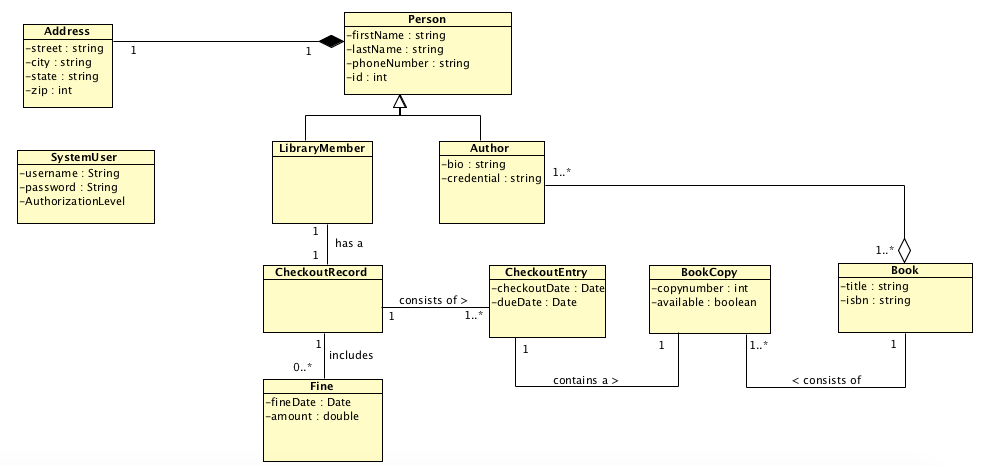 Person
-firstName : string
-lastName : string
-phoneNumber : string
-id : int
Address
-street : string
-city : string
-state : string
-zip : int
1
1
SystemUser
-username : String
-password : String
-AuthorizationLevel
LibraryMember
Author
-bio : string
-credential : string
1..*
1
has a
1
1..*
CheckoutRecord
consists of >
1
1..*
CheckoutEntry
-checkoutDate : Date
-dueDate : Date
BookCopy
-copynumber : int
-available : boolean
Book
-title : string
-isbn : string
1
includes
0..*
1
contains a >
1
1..*
< consists of
1
Fine
-fineDate : Date
-amount : double